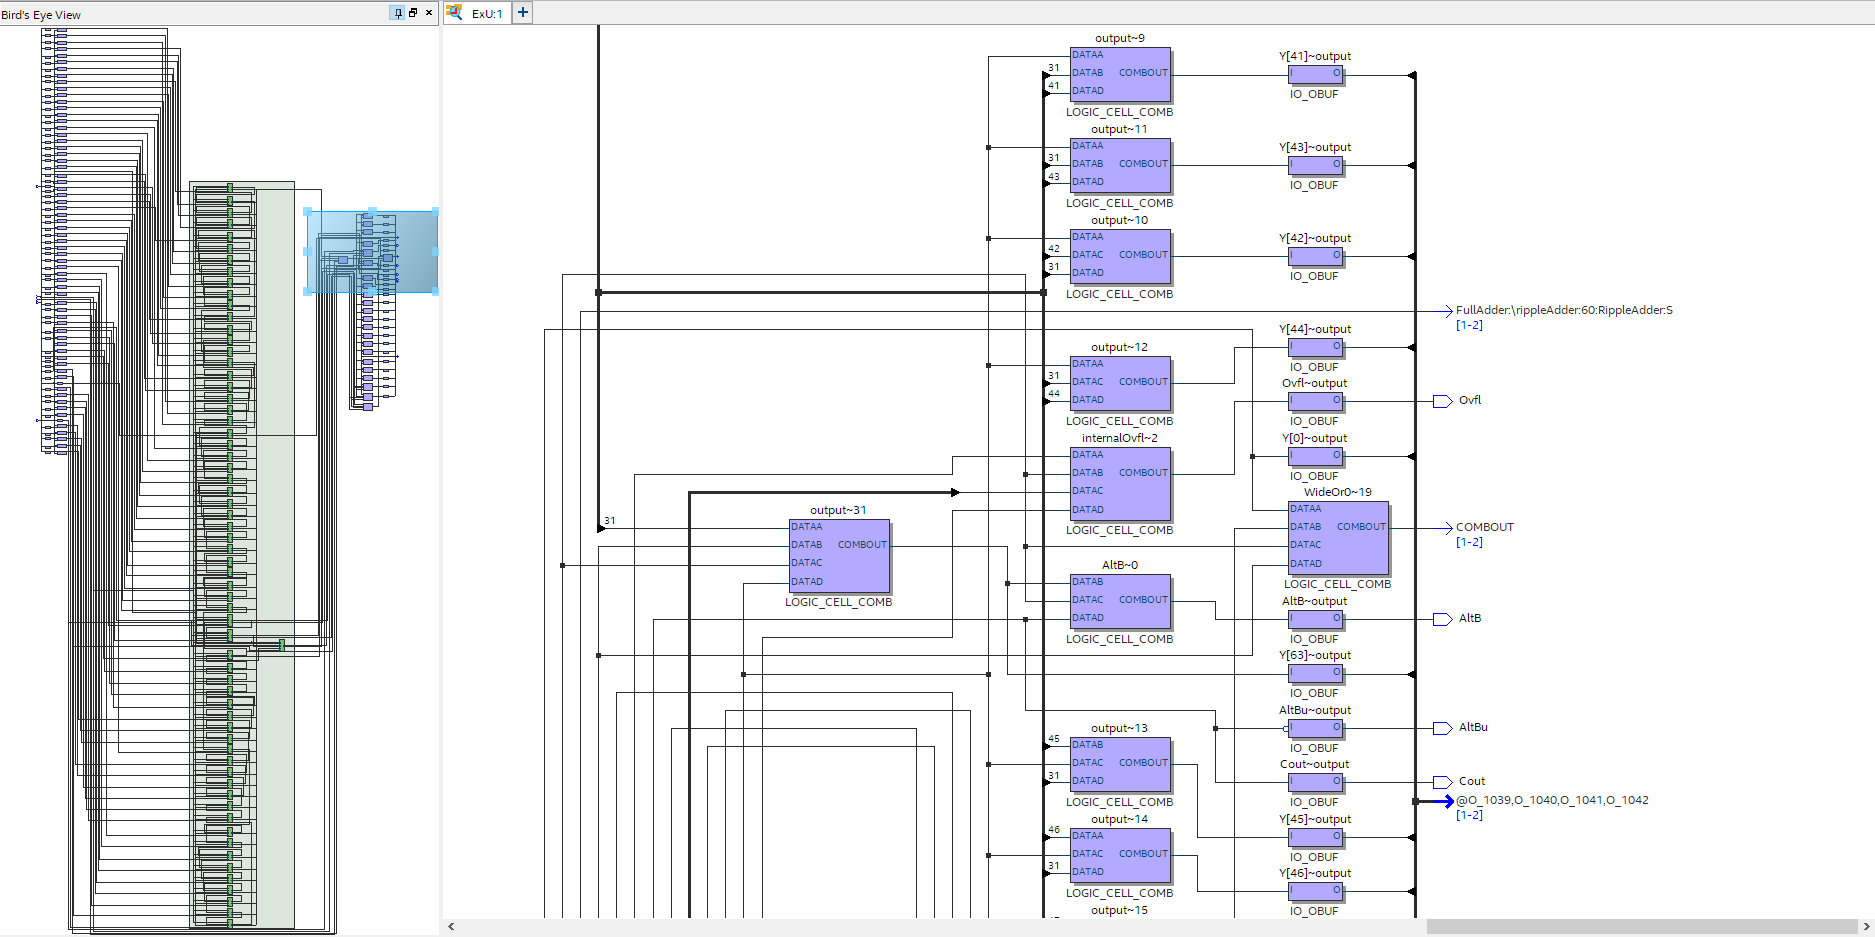 Bird's Eye View
ExU:1
output~9
DATAA
DATAB
DATAD
COMBOUT
31
41
LOGIC_CELL_COMB
Y[41]~output
I
O
IO_OBUF
output~11
DATAA
DATAB
DATAD
COMBOUT
31
43
LOGIC_CELL_COMB
Y[43]~output
I
O
IO_OBUF
output~10
DATAA
DATAC
DATAD
COMBOUT
42
31
LOGIC_CELL_COMB
Y[42]~output
I
O
IO_OBUF
FullAdder:\rippleAdder:60:RippleAdder:S
[1-2]
Y[44]~output
I
O
IO_OBUF
output~12
DATAA
DATAC
DATAD
COMBOUT
31
44
LOGIC_CELL_COMB
Ovfl~output
I
O
IO_OBUF
Ovfl
internalOvfl~2
DATAA
DATAB
DATAC
DATAD
COMBOUT
LOGIC_CELL_COMB
Y[0]~output
I
O
IO_OBUF
WideOr0~19
DATAA
DATAB
DATAC
DATAD
COMBOUT
LOGIC_CELL_COMB
COMBOUT
[1-2]
output~31
31
DATAA
DATAB
DATAC
DATAD
COMBOUT
LOGIC_CELL_COMB
AltB~0
DATAB
DATAC
DATAD
COMBOUT
LOGIC_CELL_COMB
AltB~output
I
O
IO_OBUF
AltB
Y[63]~output
I
O
IO_OBUF
AltBu~output
I
O
IO_OBUF
AltBu
output~13
DATAB
DATAC
DATAD
COMBOUT
45
31
LOGIC_CELL_COMB
Cout~output
I
O
IO_OBUF
Cout
@O_1039,O_1040,O_1041,O_1042
[1-2]
output~14
DATAA
DATAC
DATAD
COMBOUT
46
31
LOGIC_CELL_COMB
Y[45]~output
I
O
IO_OBUF
Y[46]~output
I
O
IO_OBUF
output~15